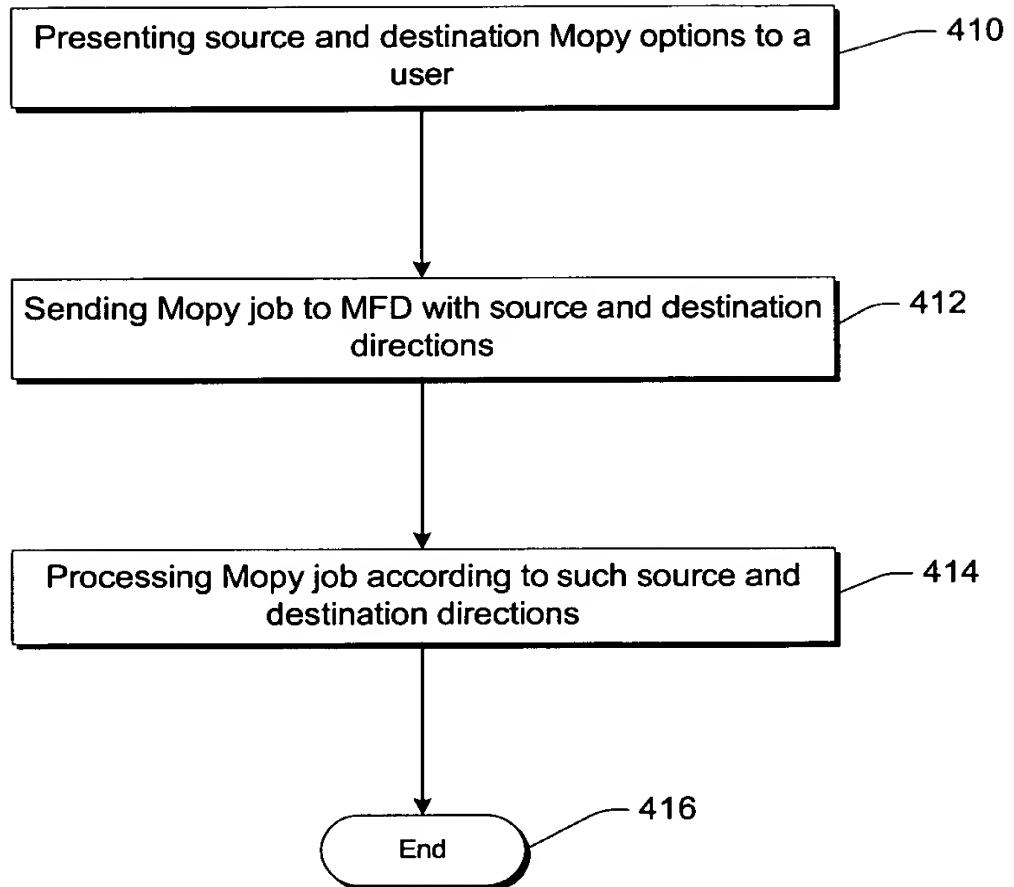 Presenting source and destination Mopy options to a
user
410
Sending Mopy job to MFD with source and destination
directions
412
Processing Mopy job according to such source and
destination directions
414
End
416